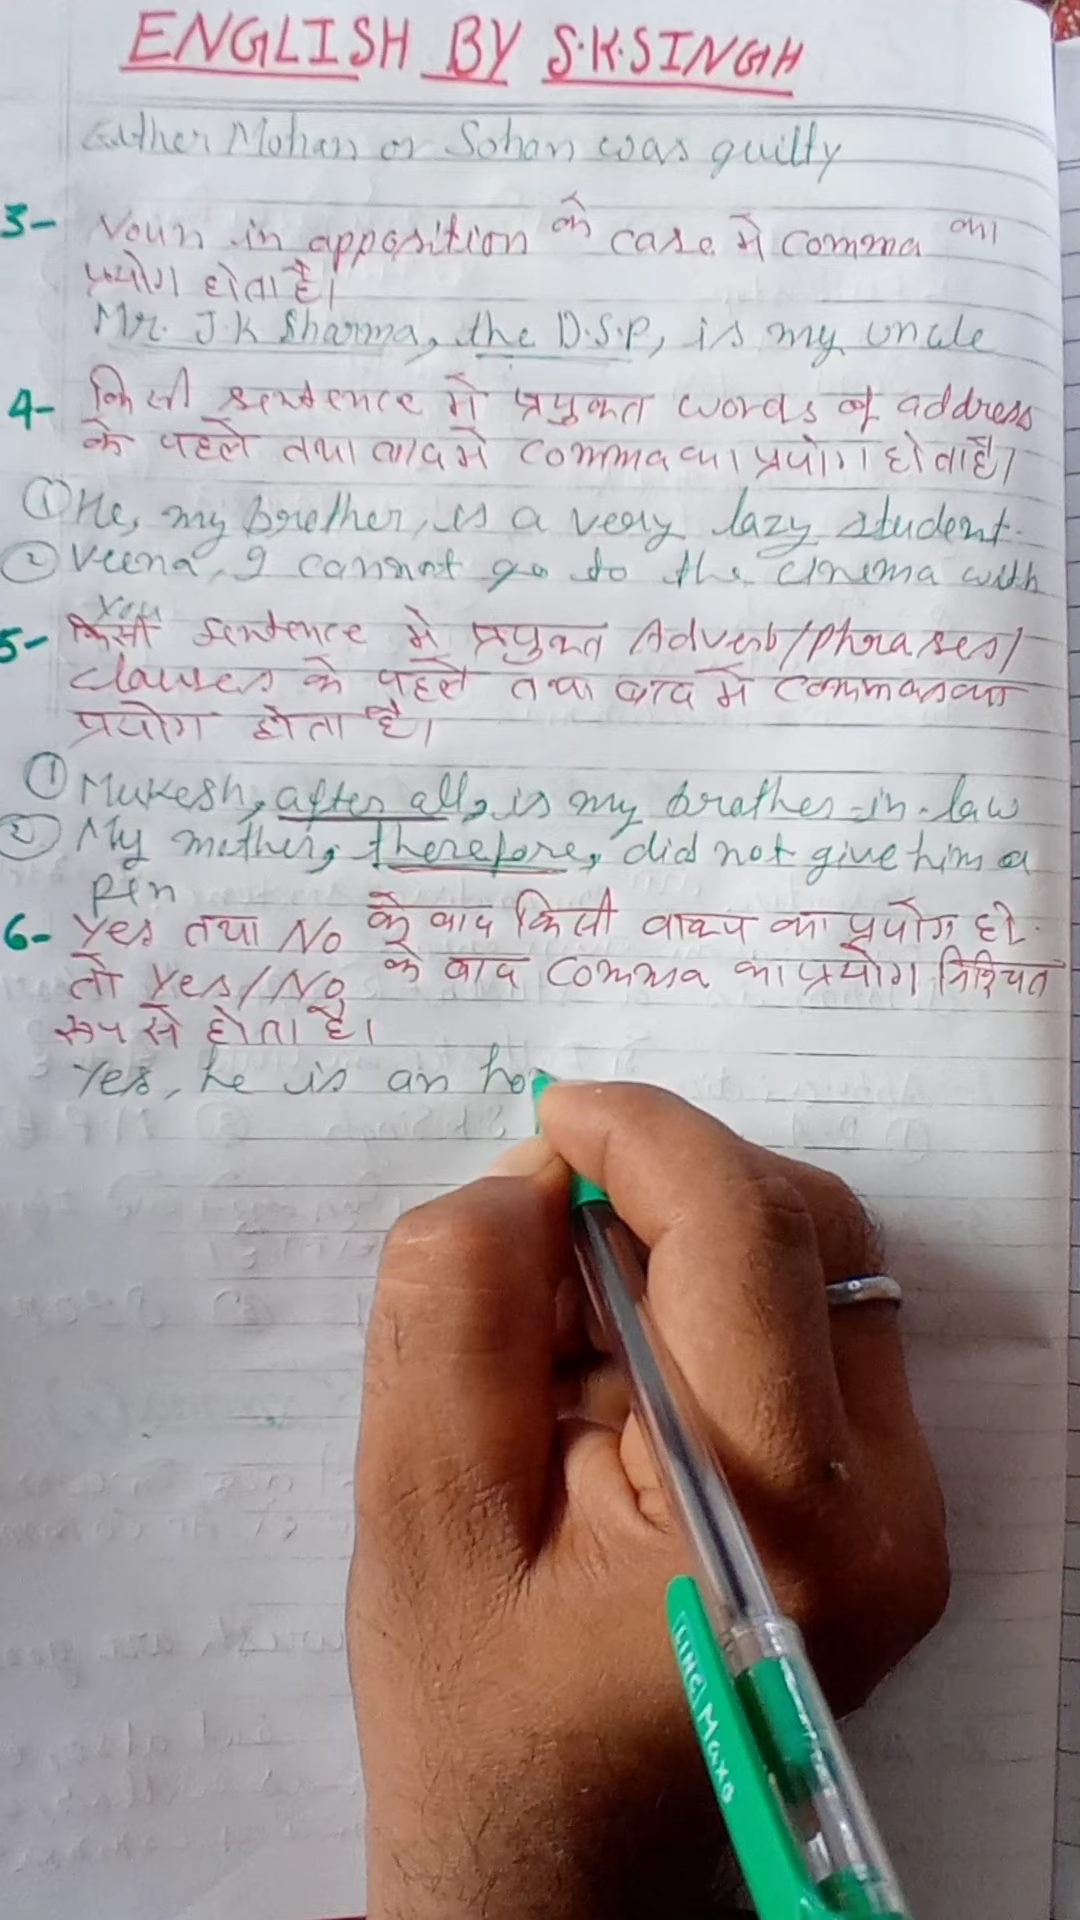 ENGLISH BY S.K.SINGH
Either Mohan or Sohan was guilty
3- Noun in apposition के case में comma का
प्रयोग होता है।
Mr. J.K Sharma, the D.S.P, is my uncle
4- किसी sentence में प्रयुक्त words of address
के पहले तथा बाद में comma का प्रयोग होता है।
① He, my brother, is a very lazy student.
② Veena, I cannot go to the cinema with
you
5- किसी sentence में प्रयुक्त Adverb/phrases/
clauses के पहले तथा बाद में commas का
प्रयोग होता है।
① Mukesh, after all, is my brother-in-law
② My mother, therefore, did not give him a
pen
6- Yes तथा No के बाद किसी वाक्य का प्रयोग हो
तो Yes/No के बाद comma का प्रयोग निश्चित
रूप से होता है।
Yes, he is an ho
LINC Maxo